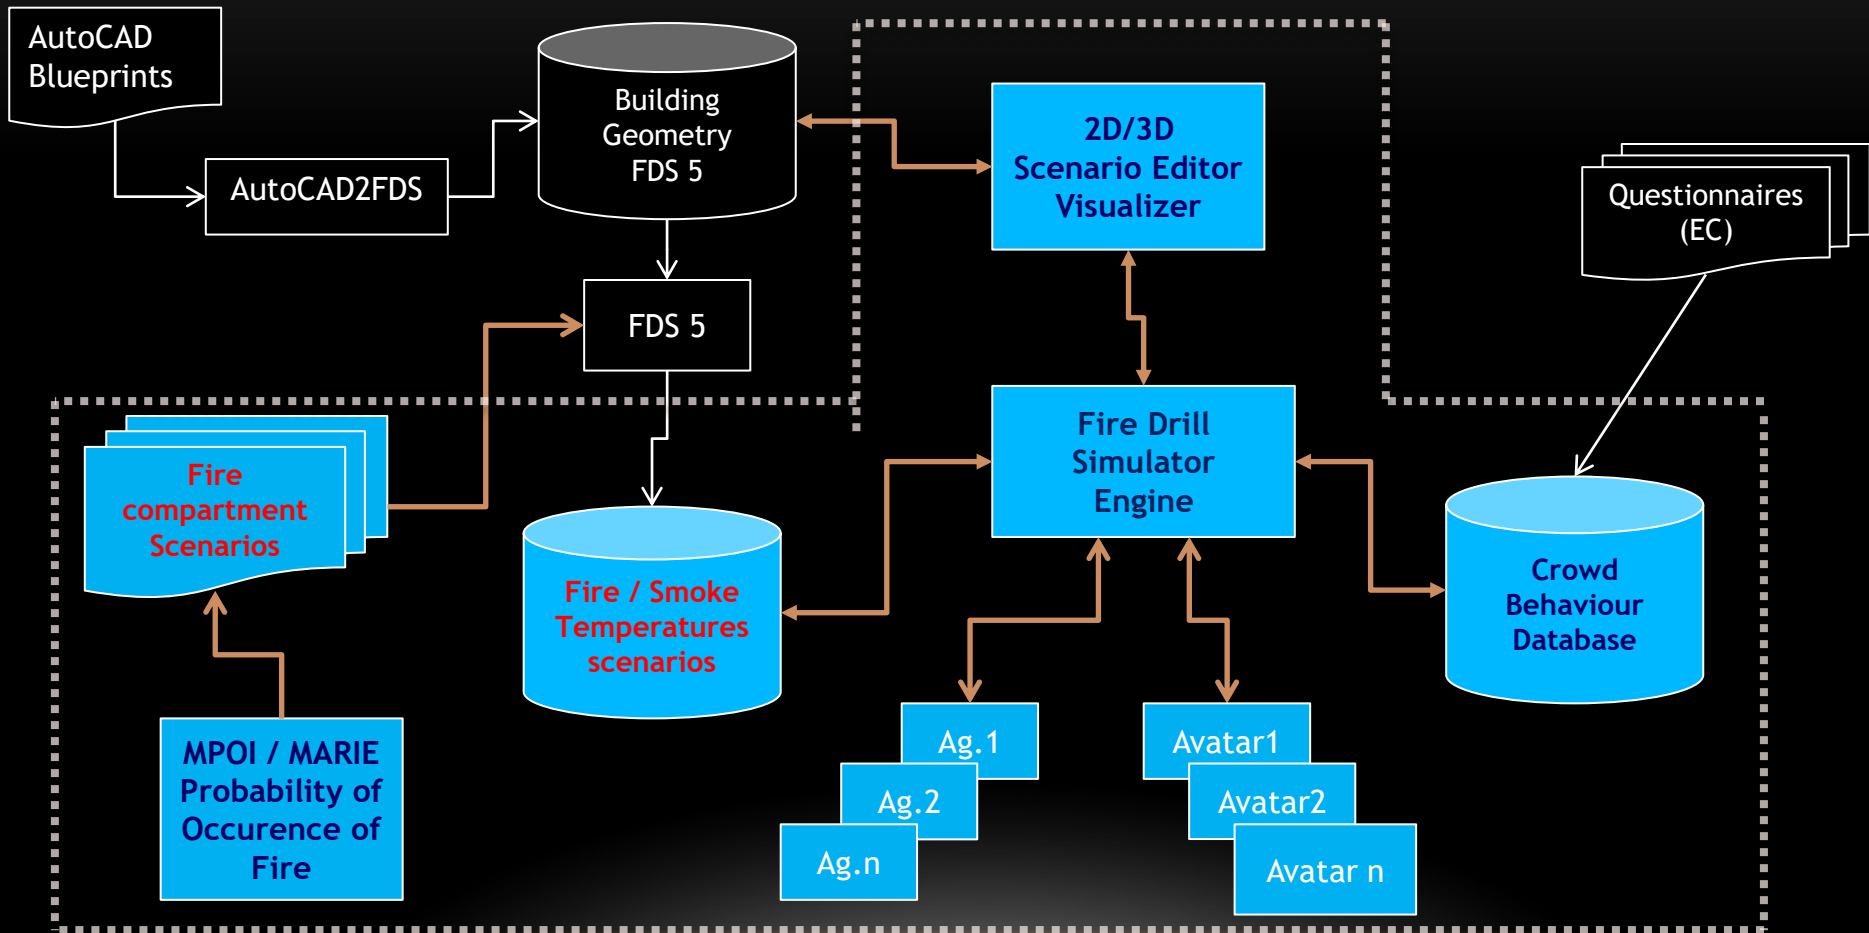 AutoCAD
Blueprints
AutoCAD2FDS
Building
Geometry
FDS 5
2D/3D
Scenario Editor
Visualizer
Questionnaires
(EC)
FDS 5
Fire
compartment
Scenarios
Fire Drill
Simulator
Engine
Fire / Smoke
Temperatures
scenarios
Crowd
Behaviour
Database
MPOI / MARIE
Probability of
Occurence of
Fire
Ag.1
Ag.2
Ag.n
Avatar1
Avatar2
Avatar n